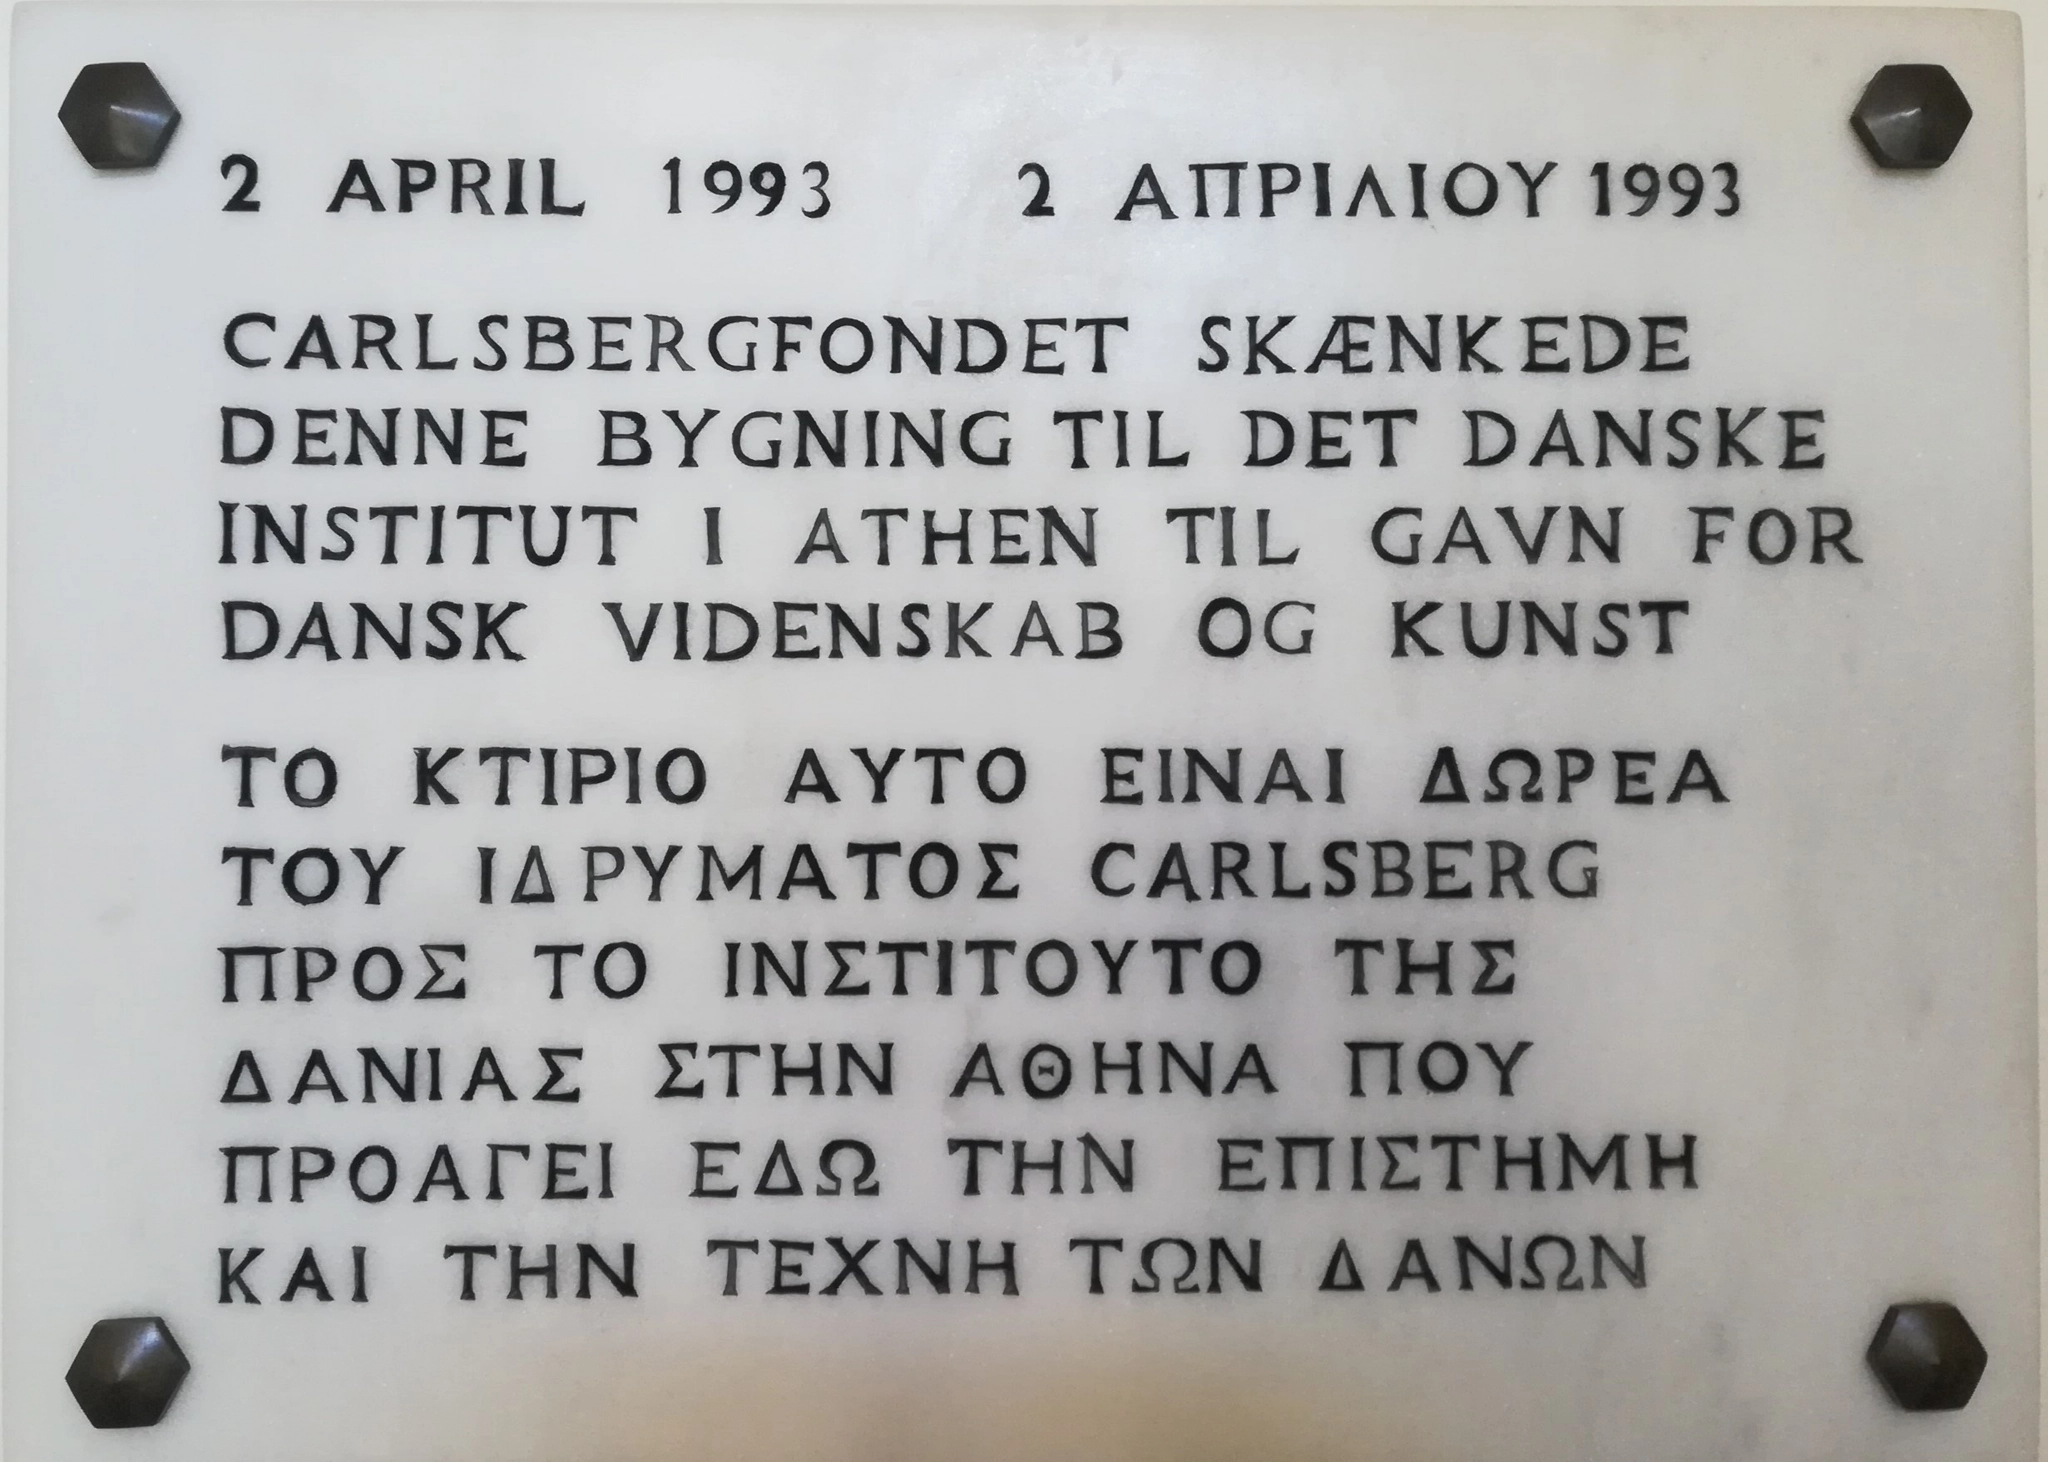 2 APRIL 1993 2 ΑΠΡΙΛΙΟΥ 1993
CARLSBERGFONDET SKÆNKEDE
DENNE BYGNING TIL DET DANSKE
INSTITUT I ATHEN TIL GAVN FOR
DANSK VIDENSKAB OG KUNST
ΤΟ ΚΤΙΡΙΟ ΑΥΤΟ ΕΙΝΑΙ ΔΩΡΕΑ
ΤΟΥ ΙΔΡΥΜΑΤΟΣ CARLSBERG
ΠΡΟΣ ΤΟ ΙΝΣΤΙΤΟΥΤΟ ΤΗΣ
ΔΑΝΙΑΣ ΣΤΗΝ ΑΘΗΝΑ ΠΟΥ
ΠΡΟΑΓΕΙ ΕΔΩ ΤΗΝ ΕΠΙΣΤΗΜΗ
ΚΑΙ ΤΗΝ ΤΕΧΝΗ ΤΩΝ ΔΑΝΩΝ